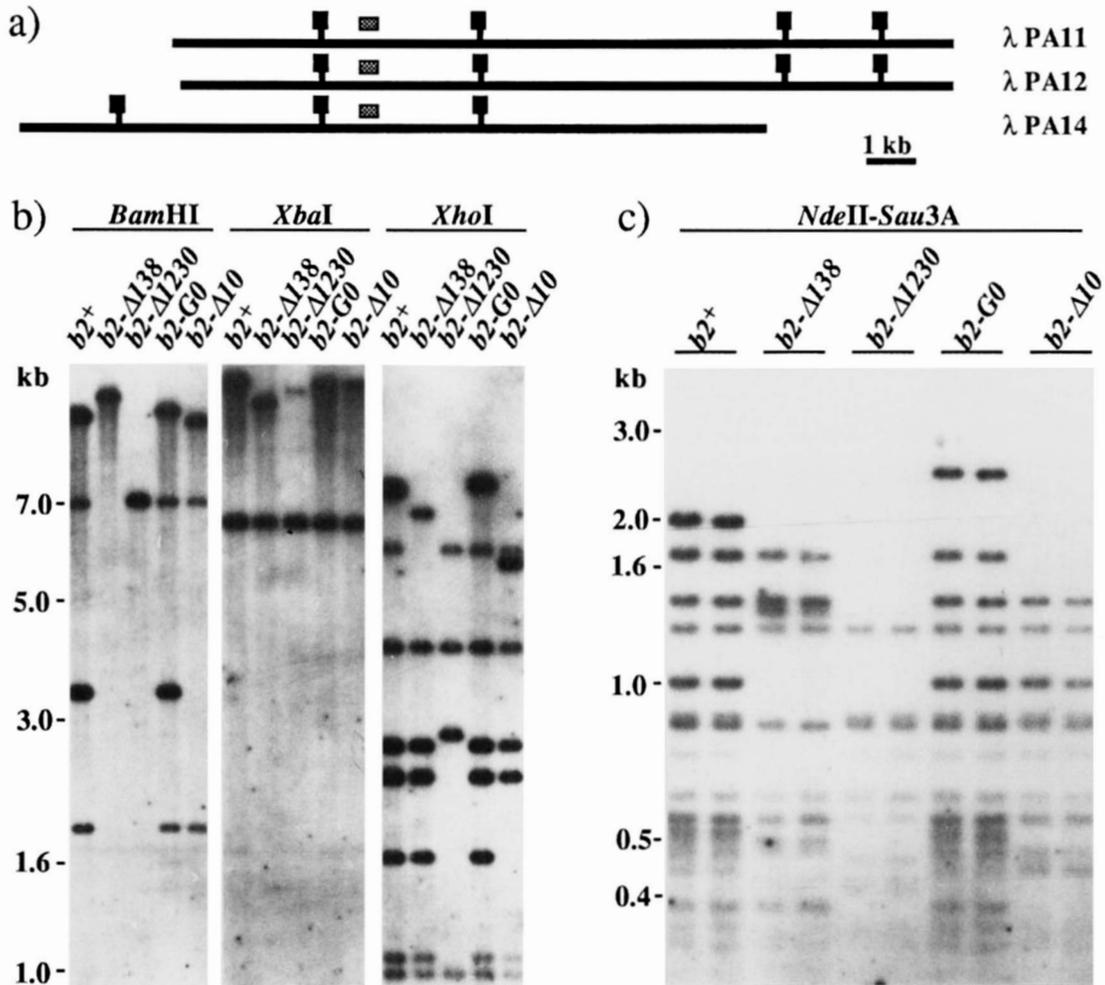 a)
λ PA11
λ PA12
λ PA14
1 kb
b)
BamHI
XbaI
XhoI
b2+
b2-Δ138
b2-Δ1230
b2-G0
b2-Δ10
b2+
b2-Δ138
b2-Δ1230
b2-G0
b2-Δ10
b2+
b2-Δ138
b2-Δ1230
b2-G0
b2-Δ10
kb
7.0-
5.0-
3.0-
1.6-
1.0-
c)
NdeII-Sau3A
b2+
b2-Δ138
b2-Δ1230
b2-G0
b2-Δ10
kb
3.0-
2.0-
1.6-
1.0-
0.5-
0.4-